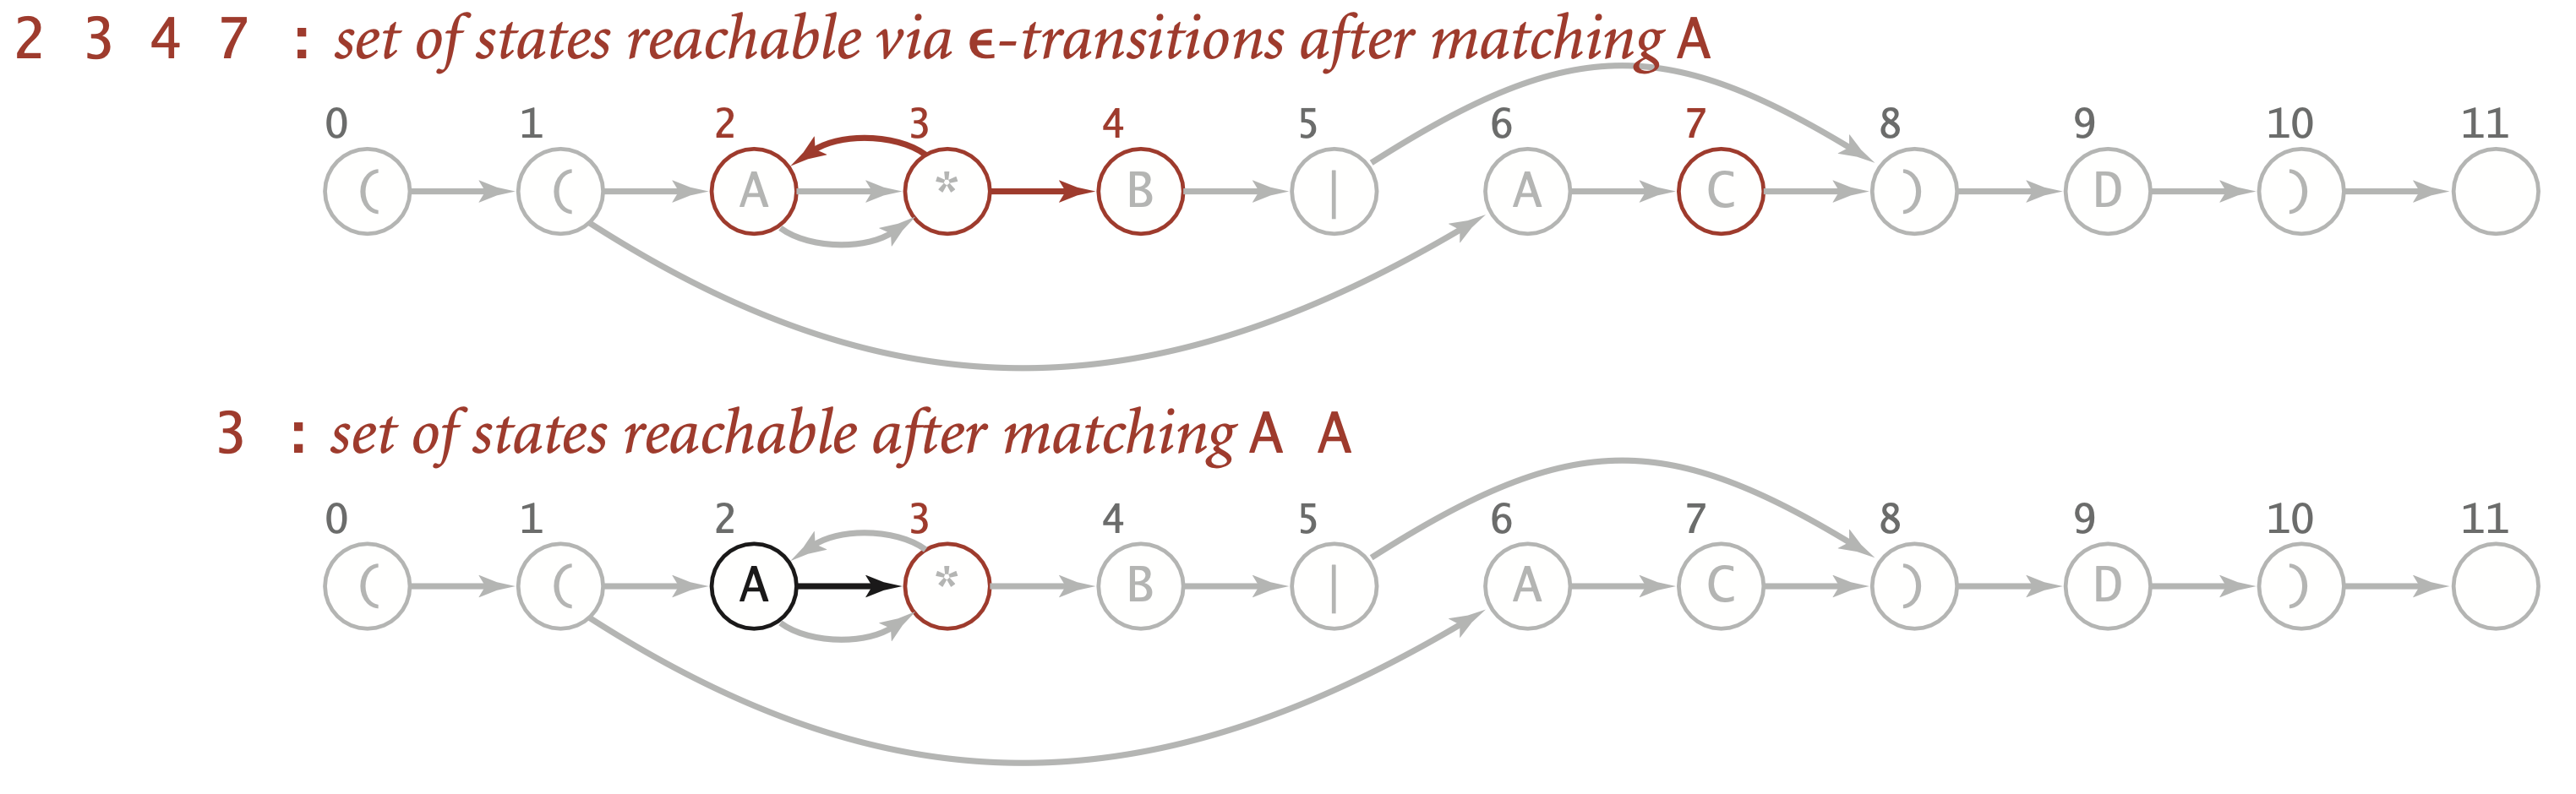 2 3 4 7 : set of states reachable via ϵ-transitions after matching A
0 1 2 3 4 5 6 7 8 9 10 11
( ( A * B | A C ) D )
3 : set of states reachable after matching A A
0 1 2 3 4 5 6 7 8 9 10 11
( ( A * B | A C ) D )